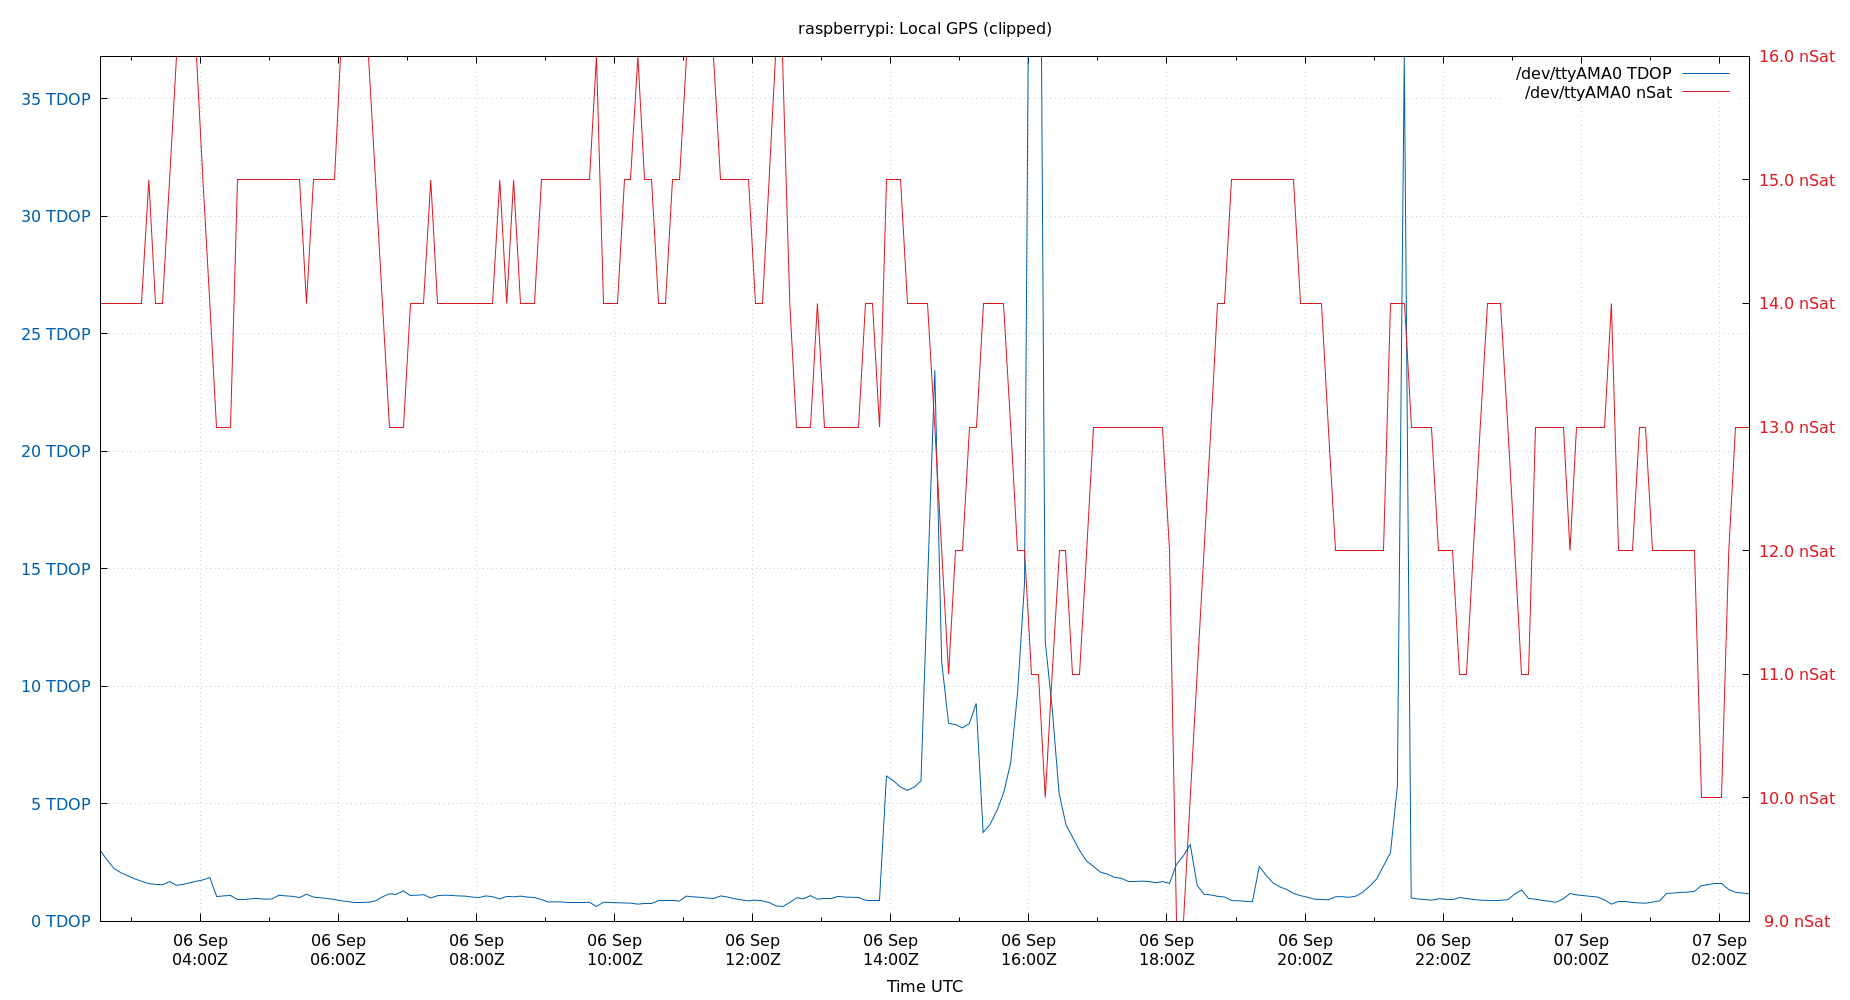 raspberrypi: Local GPS (clipped)
/dev/ttyAMA0 TDOP
/dev/ttyAMA0 nSat
35 TDOP
30 TDOP
25 TDOP
20 TDOP
15 TDOP
10 TDOP
5 TDOP
0 TDOP
16.0 nSat
15.0 nSat
14.0 nSat
13.0 nSat
12.0 nSat
11.0 nSat
10.0 nSat
9.0 nSat
06 Sep
04:00Z
06 Sep
06:00Z
06 Sep
08:00Z
06 Sep
10:00Z
06 Sep
12:00Z
06 Sep
14:00Z
06 Sep
16:00Z
06 Sep
18:00Z
06 Sep
20:00Z
06 Sep
22:00Z
07 Sep
00:00Z
07 Sep
02:00Z
Time UTC